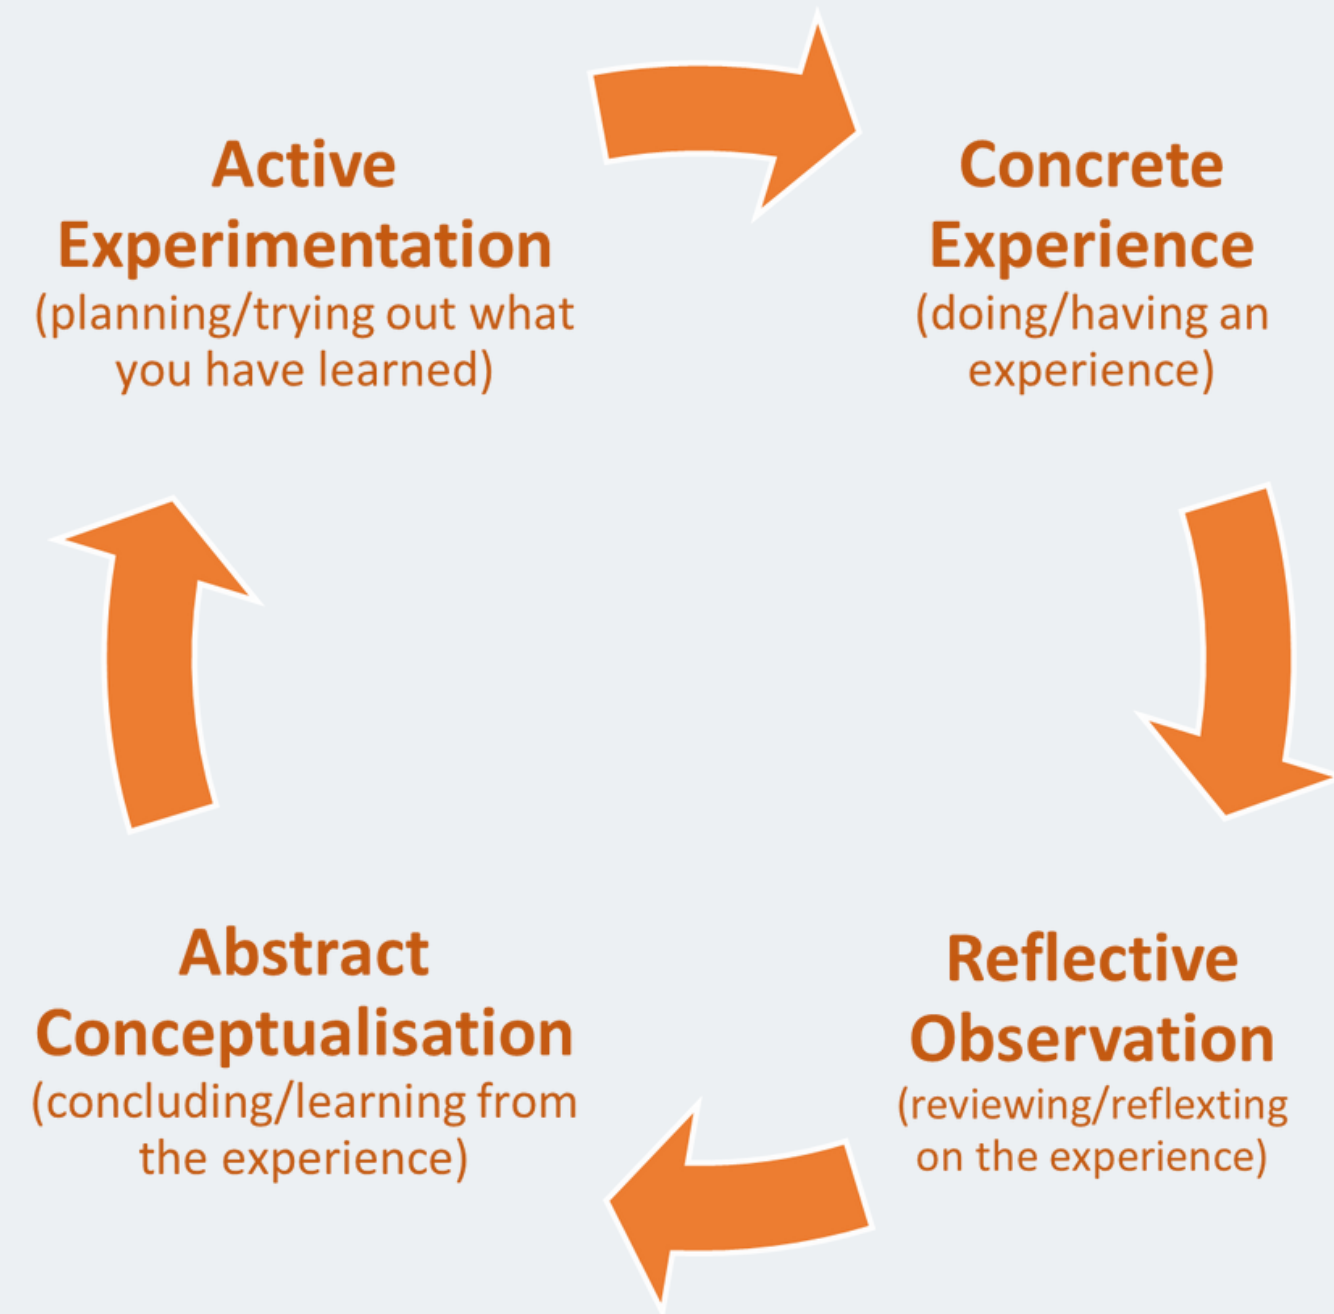 Active
Experimentation
(planning/trying out what
you have learned)
Concrete
Experience
(doing/having an
experience)
Abstract
Conceptualisation
(concluding/learning from
the experience)
Reflective
Observation
(reviewing/reflexting
on the experience)